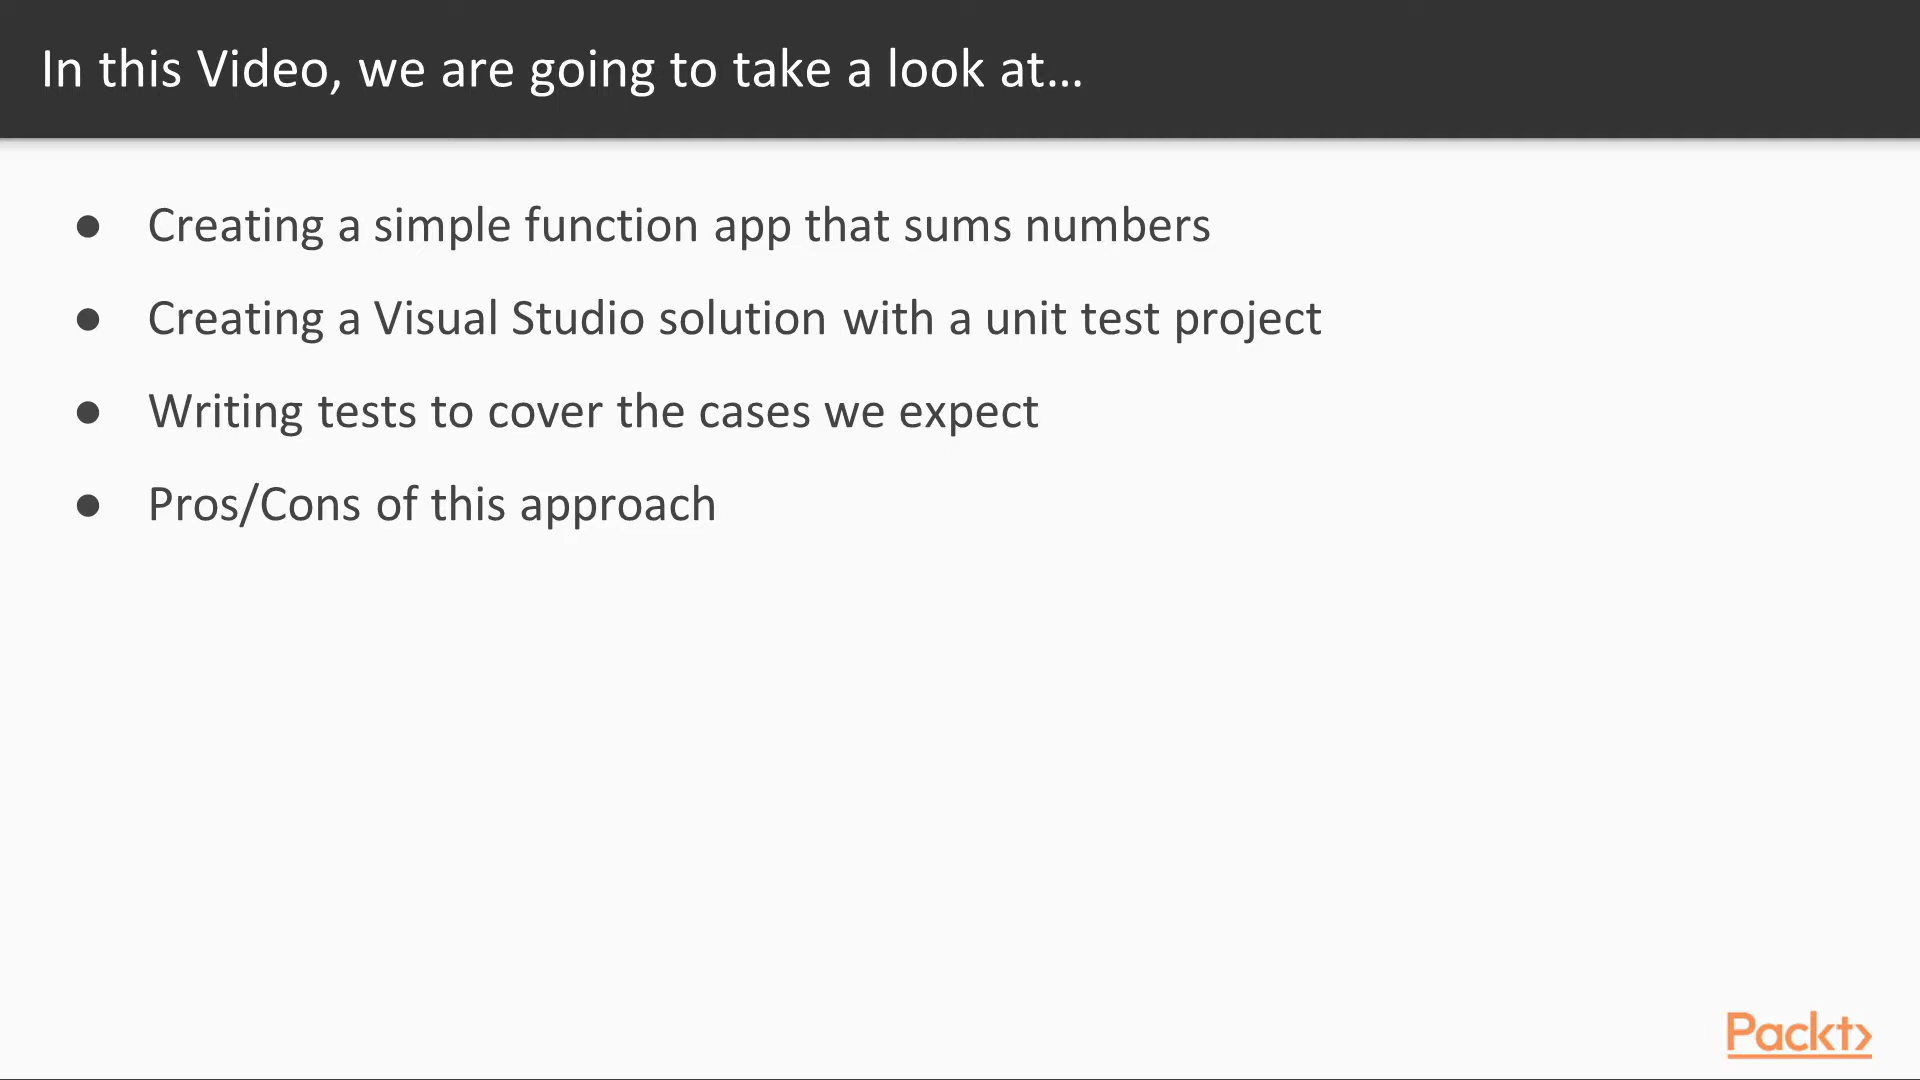 In this Video, we are going to take a look at...
● Creating a simple function app that sums numbers
● Creating a Visual Studio solution with a unit test project
● Writing tests to cover the cases we expect
● Pros/Cons of this approach
Packt>